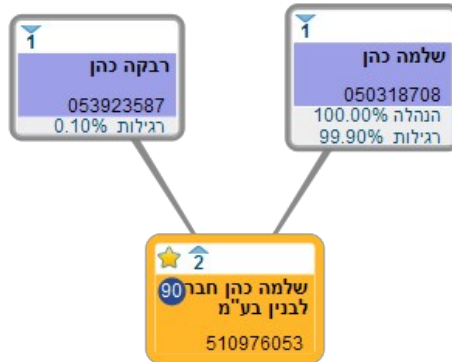 1
שלמה כהן
050318708
הנהלה 100.00%
רגילות 99.90%
1
רבקה כהן
053923587
רגילות 0.10%
2
90
שלמה כהן חבר
לבנין בע"מ
510976053